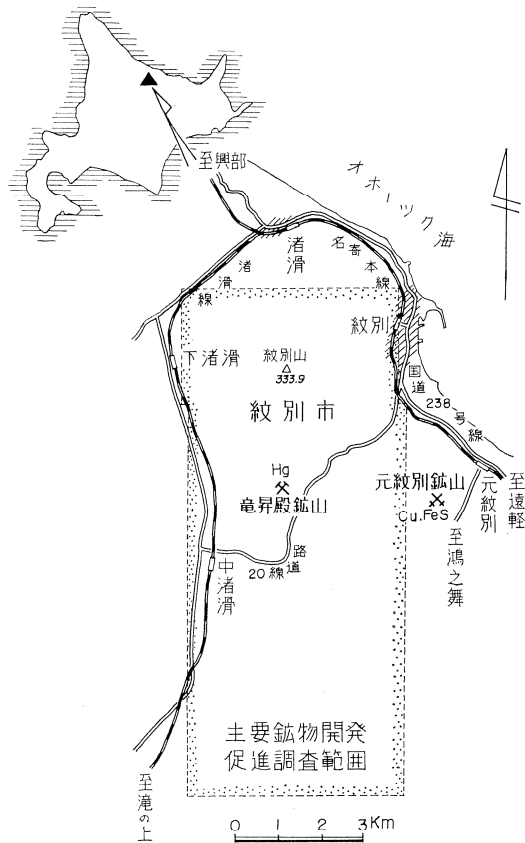 至興部
オホーツク海
渚滑
名寄本線
渚滑線
紋別
下渚滑
紋別山
333.9
国道238号線
紋別市
Hg
竜昇殿鉱山
元紋別鉱山
Cu.FeS
元紋別
至遠軽
至鴻之舞
20線道路
中渚滑
主要鉱物開発
促進調査範囲
至滝の上
0 1 2 3Km